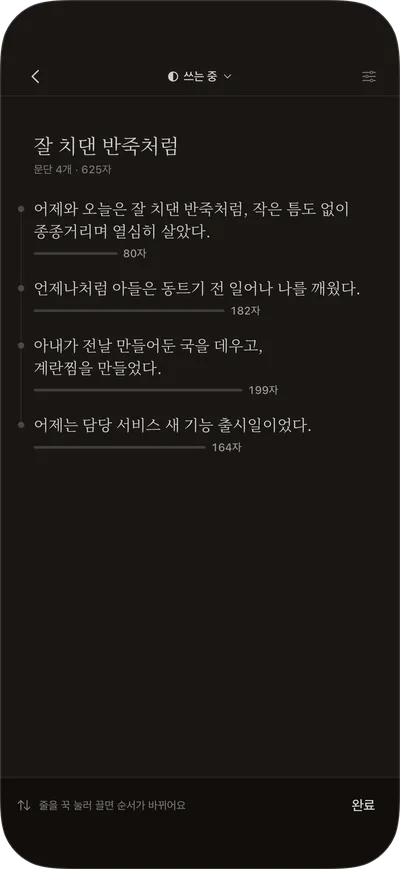 쓰는 중
잘 치댄 반죽처럼
문단 4개 · 625자
어제와 오늘은 잘 치댄 반죽처럼, 작은 틈도 없이
종종거리며 열심히 살았다.
80자
언제나처럼 아들은 동트기 전 일어나 나를 깨웠다.
182자
아내가 전날 만들어둔 국을 데우고,
계란찜을 만들었다.
199자
어제는 담당 서비스 새 기능 출시일이었다.
164자
줄을 꾹 눌러 끌면 순서가 바뀌어요
완료